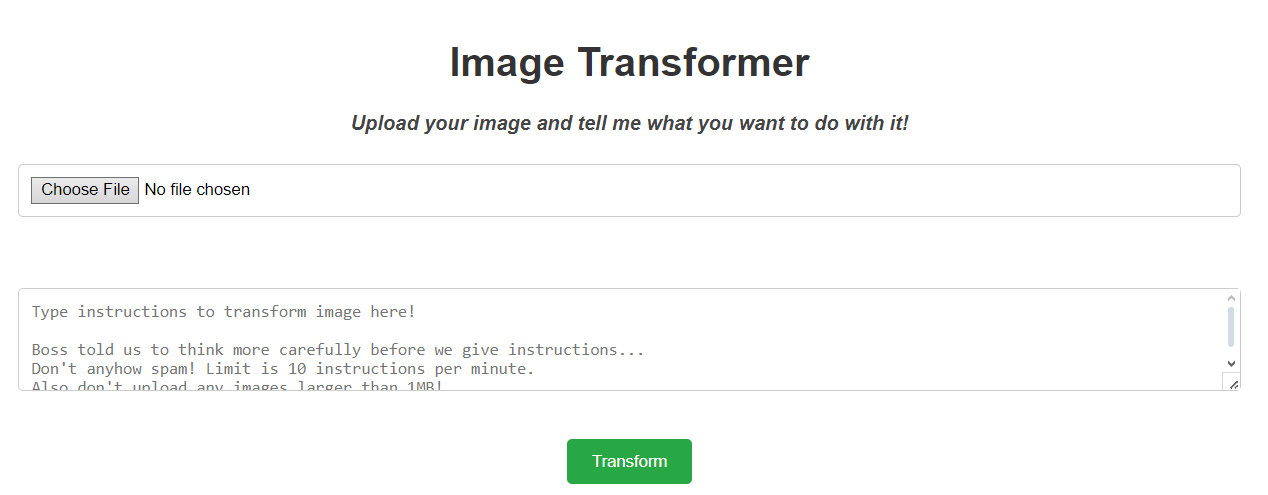 Image Transformer
Upload your image and tell me what you want to do with it!
Choose File No file chosen
Type instructions to transform image here!
Boss told us to think more carefully before we give instructions...
Don't anyhow spam! Limit is 10 instructions per minute.
Also don't upload any images larger than 1MB!
Transform